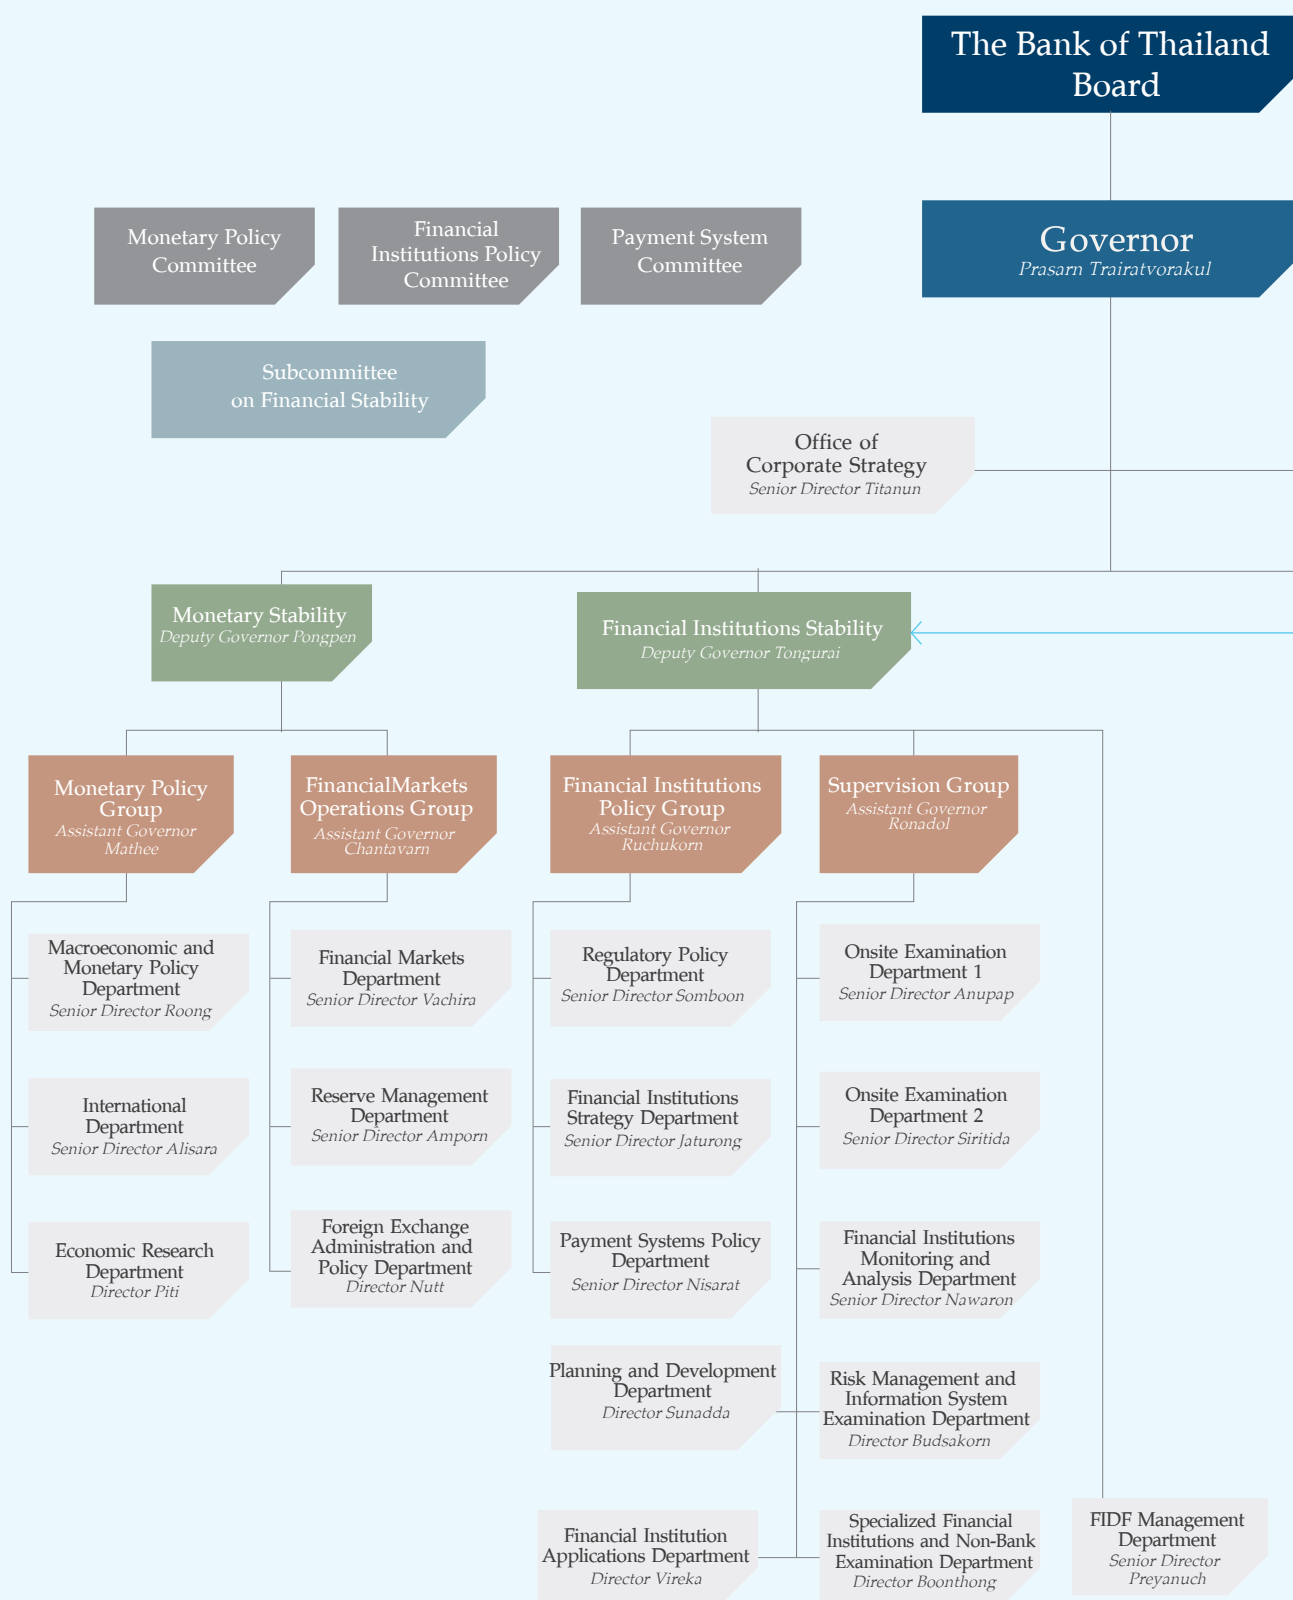 The Bank of Thailand
Board
Governor
Prasarn Trairatvorakul
Monetary Policy
Committee
Financial
Institutions Policy
Committee
Payment System
Committee
Subcommittee
on Financial Stability
Office of
Corporate Strategy
Senior Director Titanun
Monetary Stability
Deputy Governor Pongpen
Financial Institutions Stability
Deputy Governor Tongurai
Monetary Policy
Group
Assistant Governor
Mathee
FinancialMarkets
Operations Group
Assistant Governor
Chantavarn
Financial Institutions
Policy Group
Assistant Governor
Ruchukorn
Supervision Group
Assistant Governor
Ronadol
Macroeconomic and
Monetary Policy
Department
Senior Director Roong
Financial Markets
Department
Senior Director Vachira
Regulatory Policy
Department
Senior Director Somboon
Onsite Examination
Department 1
Senior Director Anupap
International
Department
Senior Director Alisara
Reserve Management
Department
Senior Director Amporn
Financial Institutions
Strategy Department
Senior Director Jaturong
Onsite Examination
Department 2
Senior Director Siritida
Economic Research
Department
Director Piti
Foreign Exchange
Administration and
Policy Department
Director Nutt
Payment Systems Policy
Department
Senior Director Nisarat
Financial Institutions
Monitoring and
Analysis Department
Senior Director Nawaron
Planning and Development
Department
Director Sunadda
Risk Management and
Information System
Examination Department
Director Budsakorn
Financial Institution
Applications Department
Director Vireka
Specialized Financial
Institutions and Non-Bank
Examination Department
Director Boonthong
FIDF Management
Department
Senior Director
Preyanuch